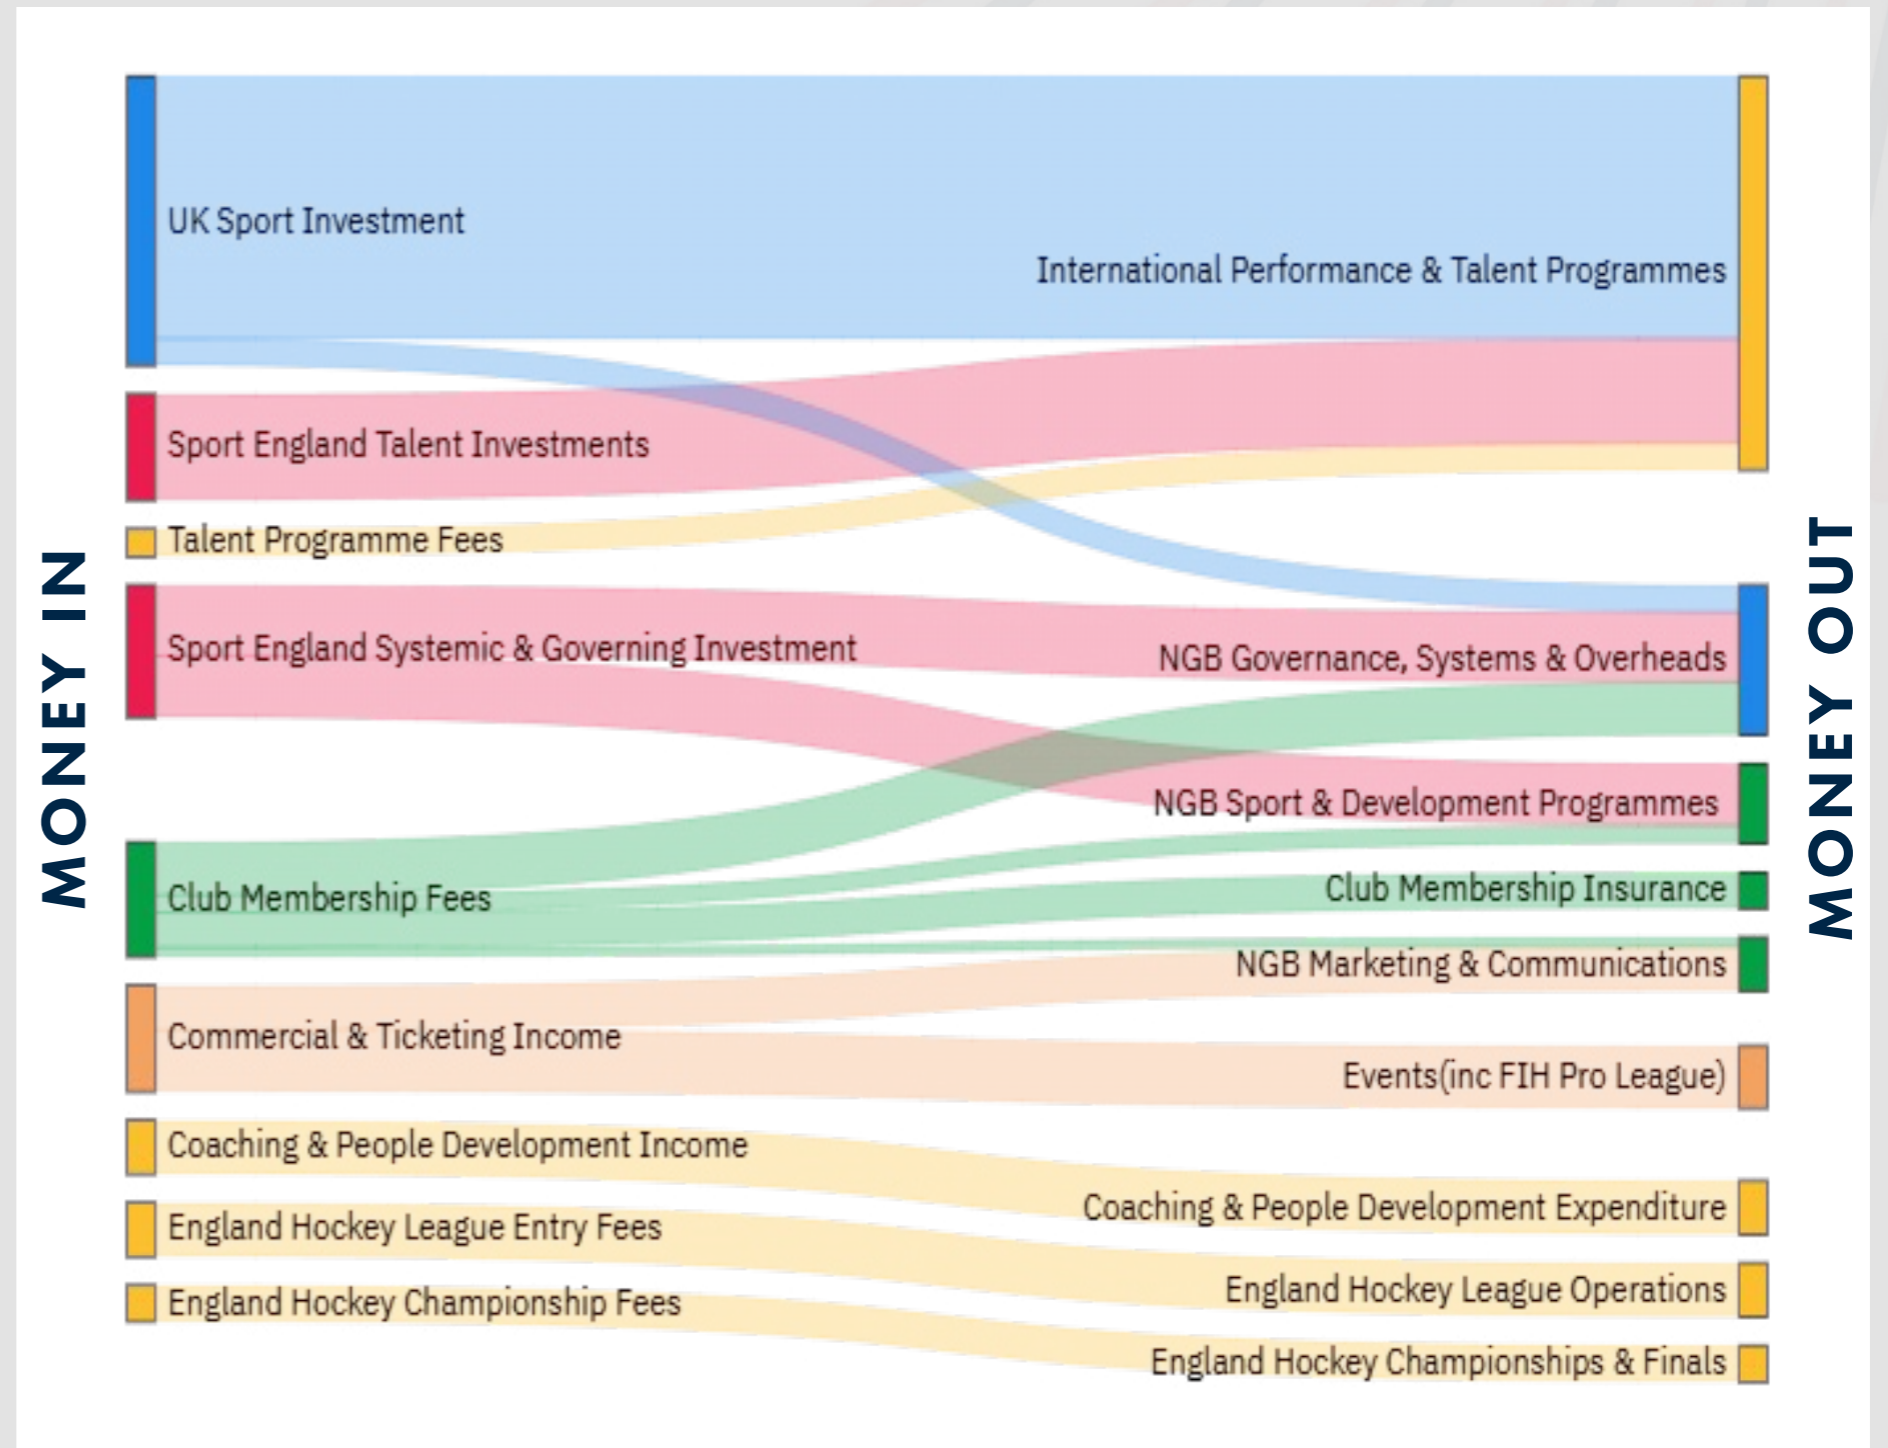 MONEY IN
UK Sport Investment
Sport England Talent Investments
Talent Programme Fees
Sport England Systemic & Governing Investment
Club Membership Fees
Commercial & Ticketing Income
Coaching & People Development Income
England Hockey League Entry Fees
England Hockey Championship Fees
International Performance & Talent Programmes
NGB Governance, Systems & Overheads
NGB Sport & Development Programmes
Club Membership Insurance
NGB Marketing & Communications
Events(inc FIH Pro League)
Coaching & People Development Expenditure
England Hockey League Operations
England Hockey Championships & Finals
MONEY OUT